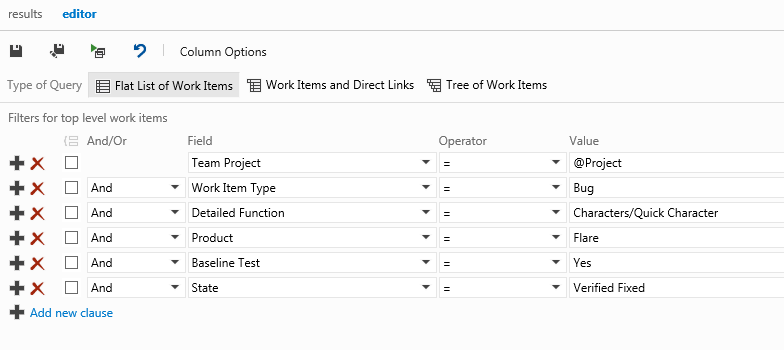 results editor
Column Options
Type of Query Flat List of Work Items Work Items and Direct Links Tree of Work Items
Filters for top level work items
And/Or Field Operator Value
Team Project = @Project
And Work Item Type = Bug
And Detailed Function = Characters/Quick Character
And Product = Flare
And Baseline Test = Yes
And State = Verified Fixed
Add new clause